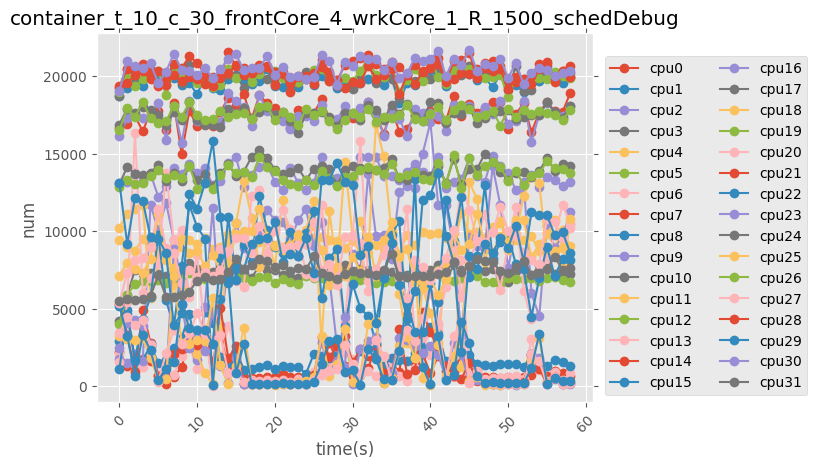 container_t_10_c_30_frontCore_4_wrkCore_1_R_1500_schedDebug
20000
15000
10000
5000
0
num
0
10
20
30
40
50
60
time(s)
cpu0
cpu1
cpu2
cpu3
cpu4
cpu5
cpu6
cpu7
cpu8
cpu9
cpu10
cpu11
cpu12
cpu13
cpu14
cpu15
cpu16
cpu17
cpu18
cpu19
cpu20
cpu21
cpu22
cpu23
cpu24
cpu25
cpu26
cpu27
cpu28
cpu29
cpu30
cpu31